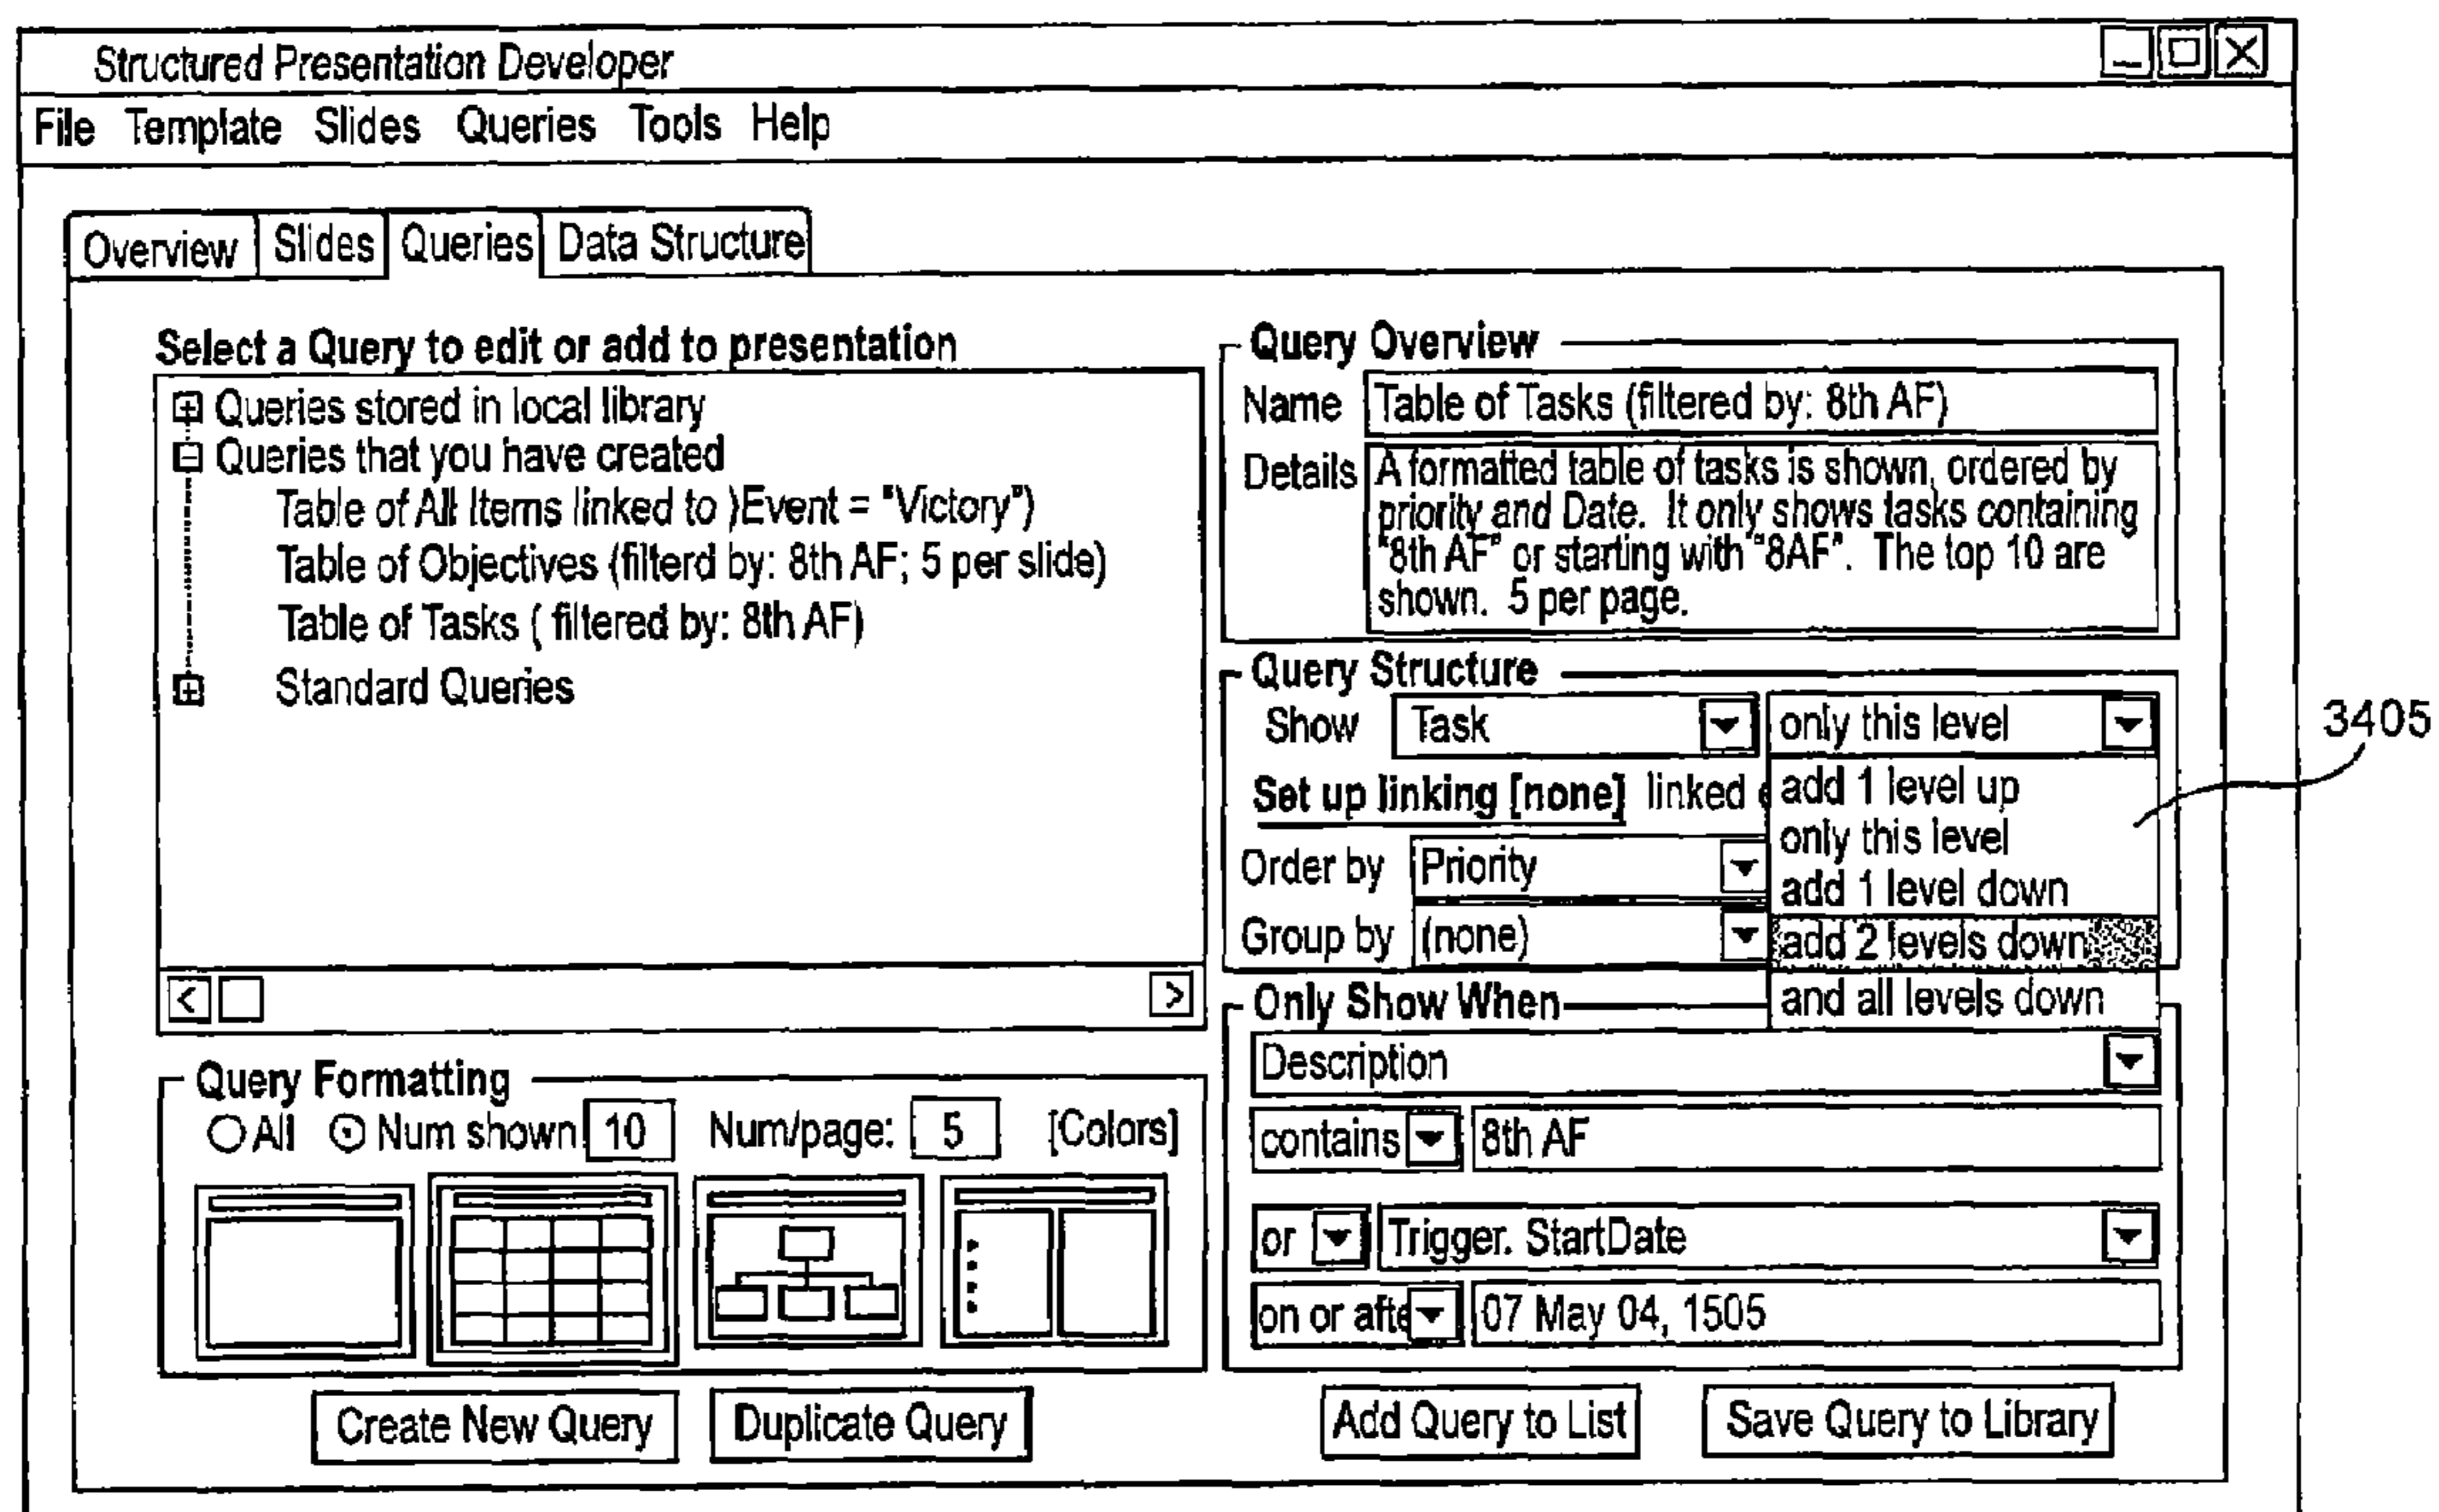 Structured Presentation Developer
File Template Slides Queries Tools Help
Overview Slides Queries Data Structure
Select a Query to edit or add to presentation
Queries stored in local library
Queries that you have created
Table of All Items linked to )Event = "Victory")
Table of Objectives (filterd by: 8th AF; 5 per slide)
Table of Tasks ( filtered by: 8th AF)
Standard Queries
Query Formatting
All Num shown 10 Num/page: 5 [Colors]
Create New Query Duplicate Query
Query Overview
Name Table of Tasks (filtered by: 8th AF)
Details A formatted table of tasks is shown, ordered by
priority and Date. It only shows tasks containing
"8th AF" or starting with "8AF". The top 10 are
shown. 5 per page.
Query Structure
Show Task only this level
Set up linking [none] linked
add 1 level up
only this level
add 1 level down
add 2 levels down
and all levels down
Order by Priority
Group by (none)
3405
Only Show When
Description
contains 8th AF
or Trigger. StartDate
on or afte 07 May 04, 1505
Add Query to List Save Query to Library